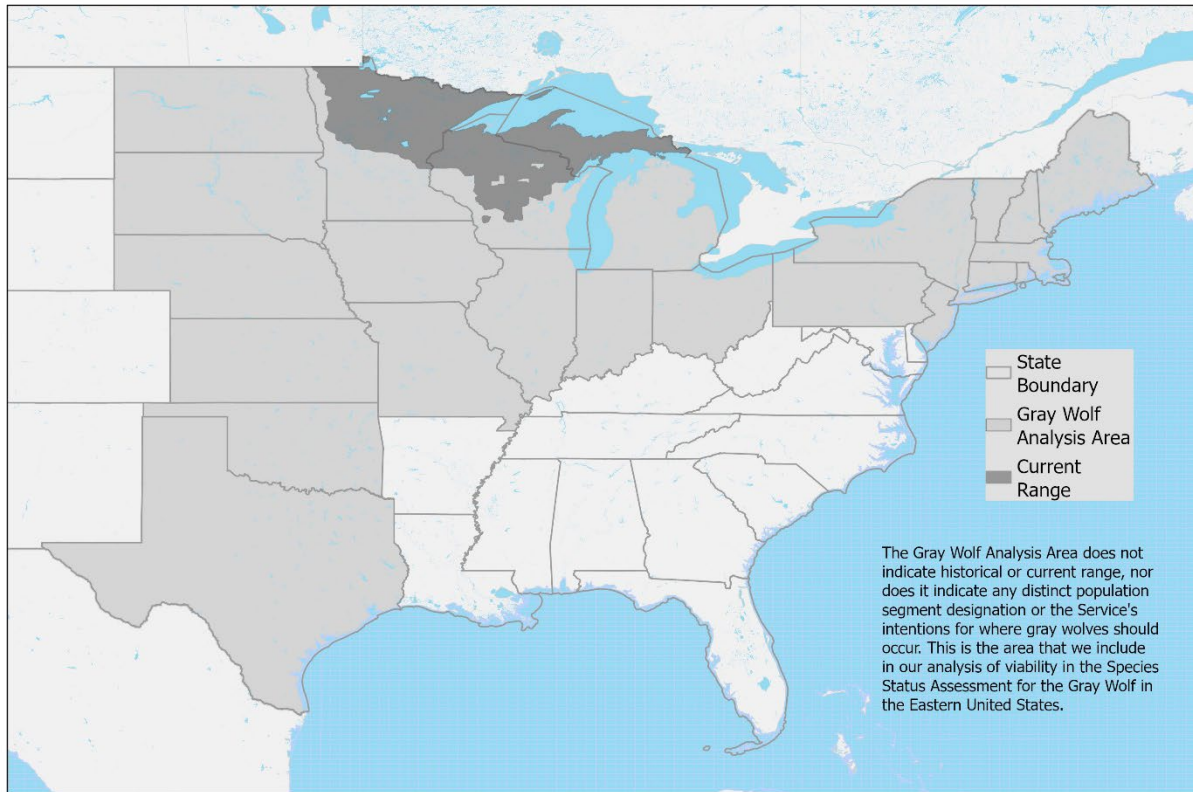 State
Boundary
Gray Wolf
Analysis Area
Current
Range
The Gray Wolf Analysis Area does not
indicate historical or current range, nor
does it indicate any distinct population
segment designation or the Service's
intentions for where gray wolves should
occur. This is the area that we include
in our analysis of viability in the Species
Status Assessment for the Gray Wolf in
the Eastern United States.